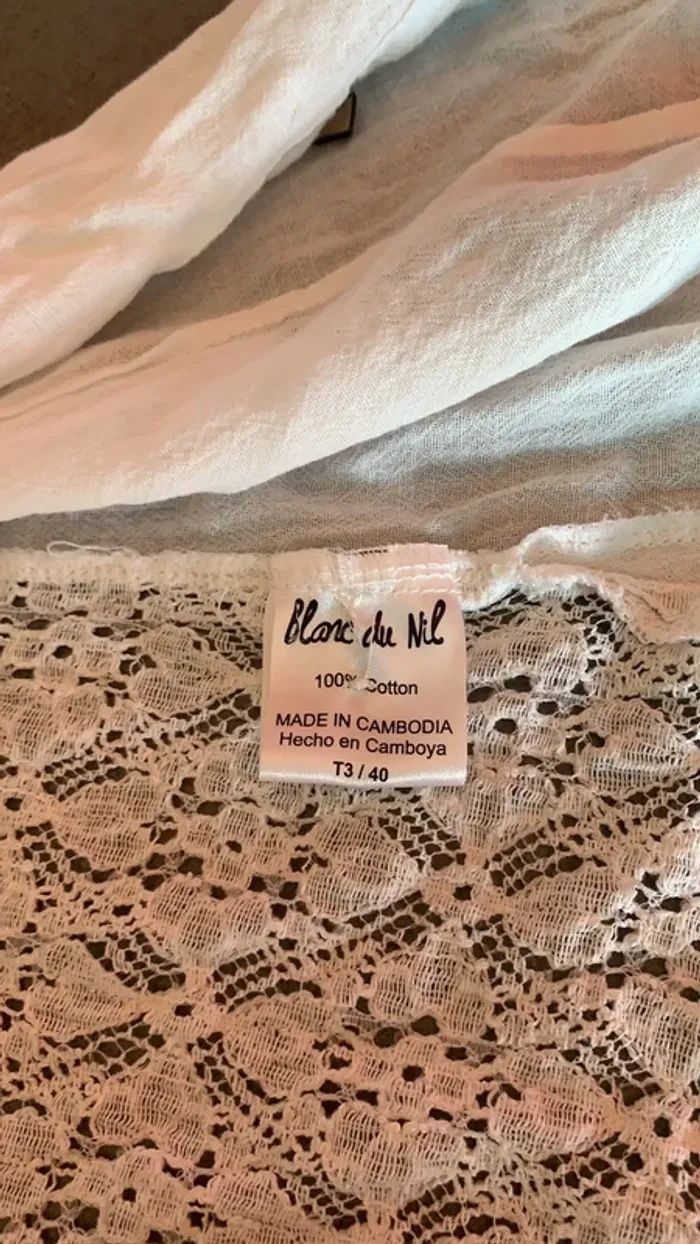 Blanc du Nil
100% Cotton
MADE IN CAMBODIA
Hecho en Camboya
T3 / 40